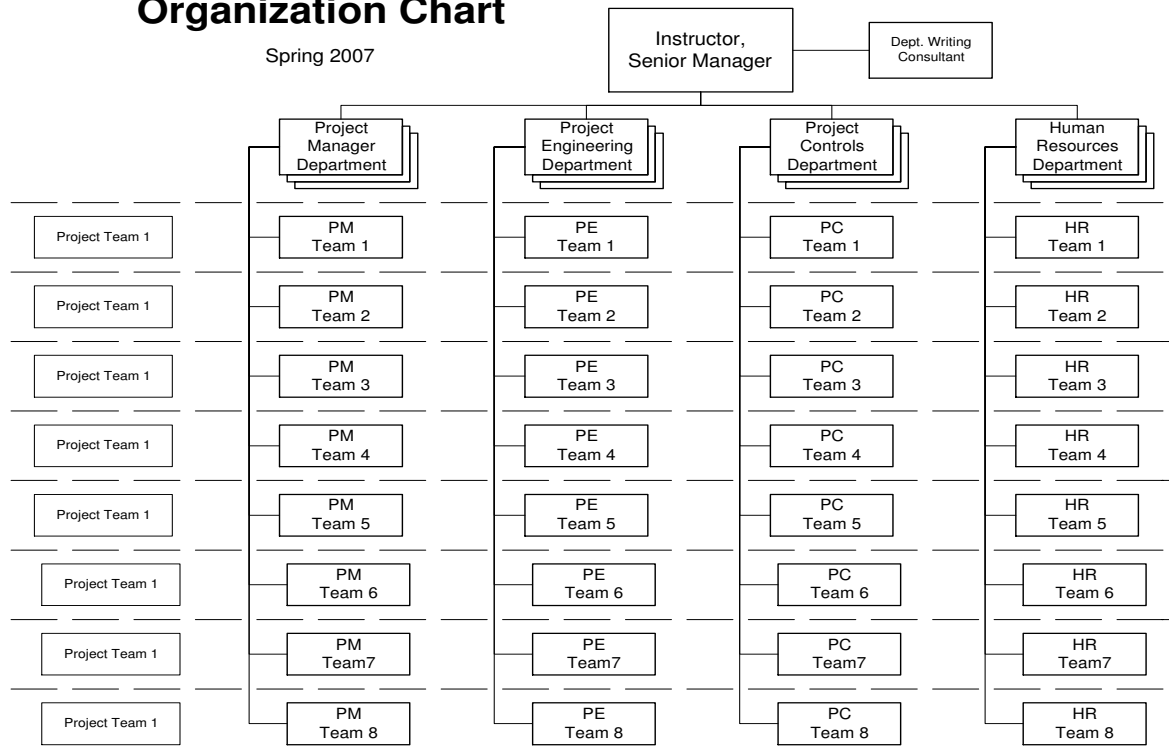 Organization Chart
Spring 2007
Instructor,
Senior Manager
Dept. Writing
Consultant
Project
Manager
Department
Project
Engineering
Department
Project
Controls
Department
Human
Resources
Department
Project Team 1
PM
Team 1
PE
Team 1
PC
Team 1
HR
Team 1
Project Team 1
PM
Team 2
PE
Team 2
PC
Team 2
HR
Team 2
Project Team 1
PM
Team 3
PE
Team 3
PC
Team 3
HR
Team 3
Project Team 1
PM
Team 4
PE
Team 4
PC
Team 4
HR
Team 4
Project Team 1
PM
Team 5
PE
Team 5
PC
Team 5
HR
Team 5
Project Team 1
PM
Team 6
PE
Team 6
PC
Team 6
HR
Team 6
Project Team 1
PM
Team7
PE
Team7
PC
Team7
HR
Team7
Project Team 1
PM
Team 8
PE
Team 8
PC
Team 8
HR
Team 8